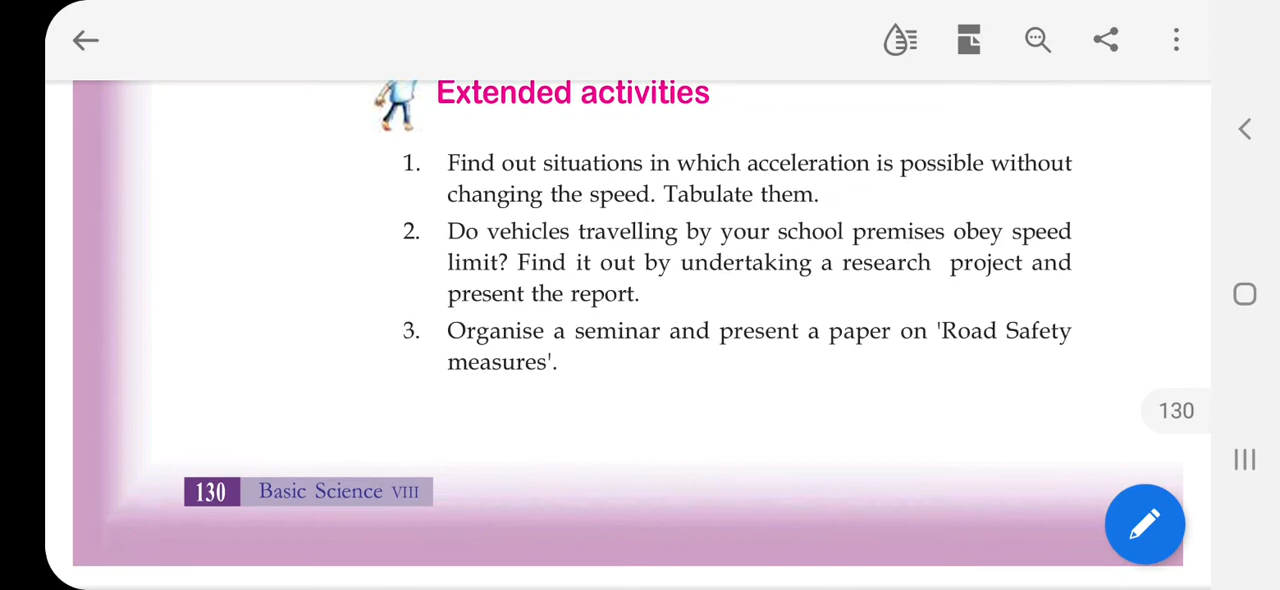 Extended activities
1. Find out situations in which acceleration is possible without
changing the speed. Tabulate them.
2. Do vehicles travelling by your school premises obey speed
limit? Find it out by undertaking a research project and
present the report.
3. Organise a seminar and present a paper on 'Road Safety
measures'.
130
130 Basic Science VIII